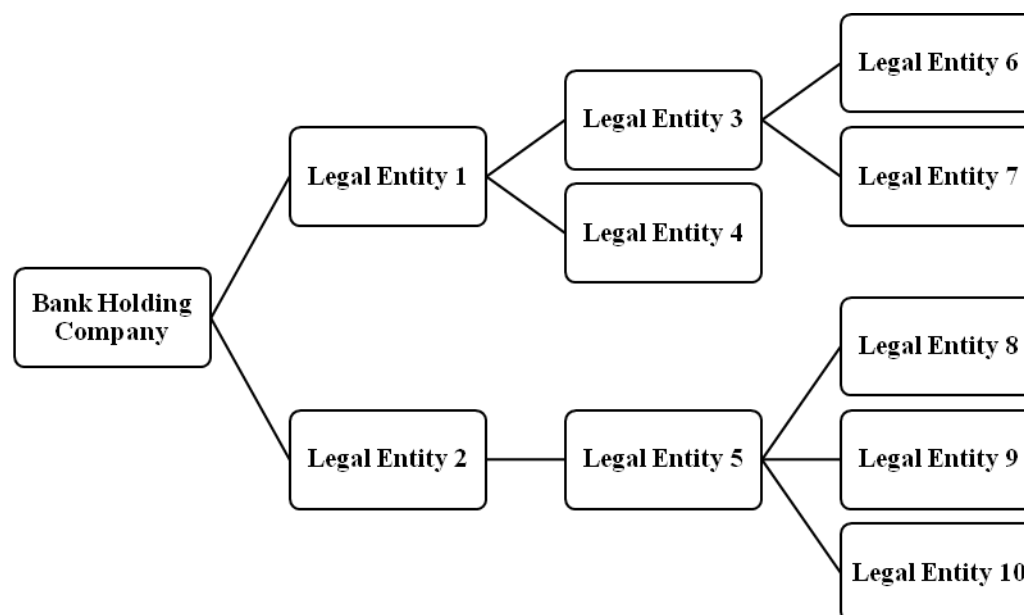 Legal Entity 6
Legal Entity 3
Legal Entity 1
Legal Entity 7
Legal Entity 4
Bank Holding
Company
Legal Entity 8
Legal Entity 2
Legal Entity 5
Legal Entity 9
Legal Entity 10